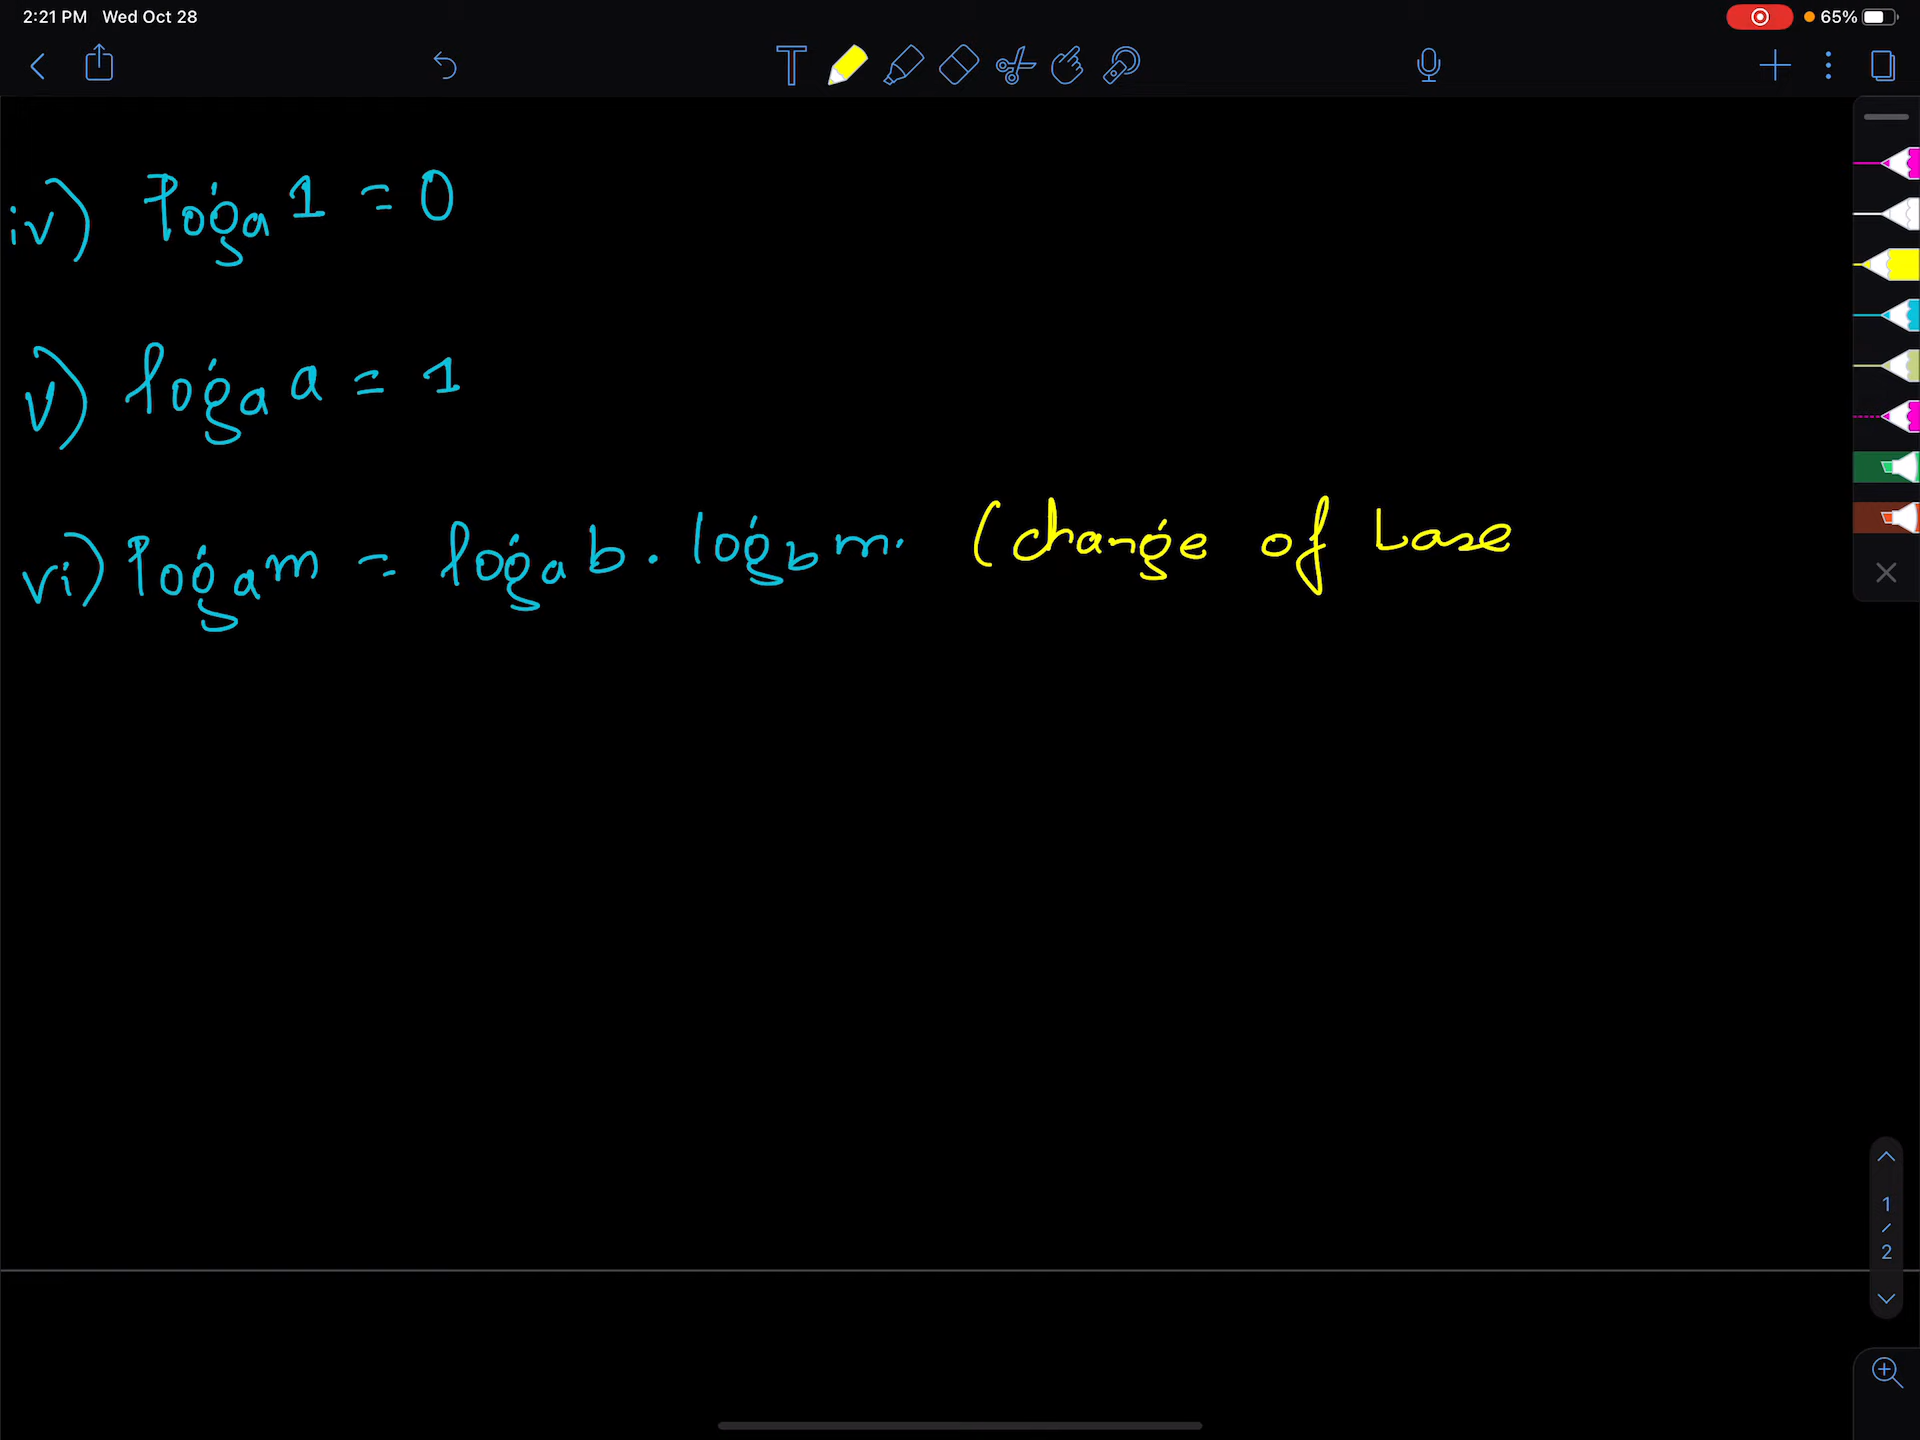 2:21 PM Wed Oct 28 65%
iv) logₐ 1 = 0
v) logₐ a = 1
vi) logₐ m = logₐ b . log_b m. (change of base
1
/
2